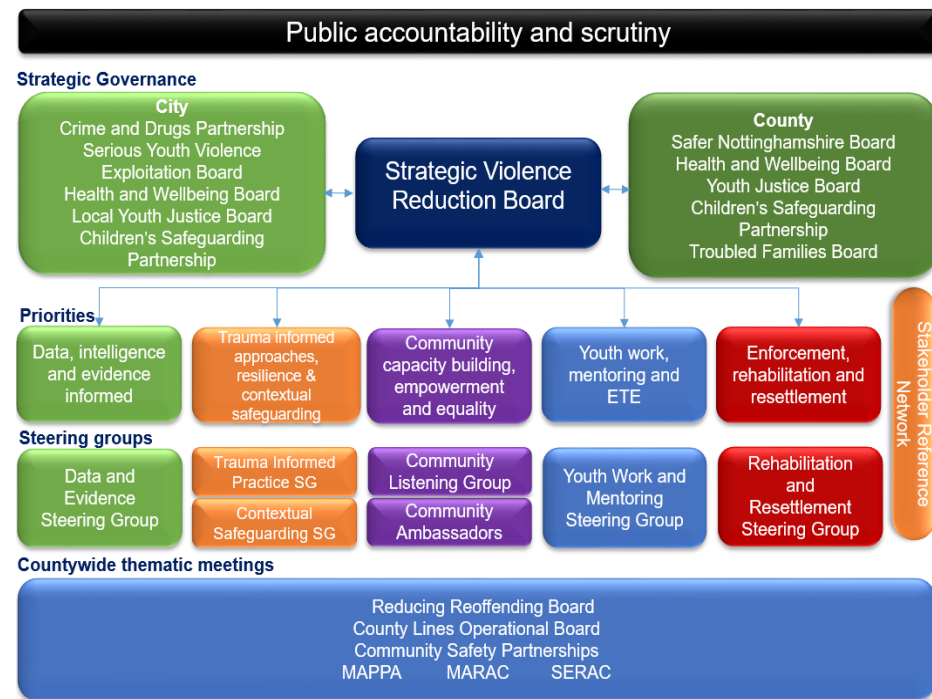 Public accountability and scrutiny
Strategic Governance
City
Crime and Drugs Partnership
Serious Youth Violence
Exploitation Board
Health and Wellbeing Board
Local Youth Justice Board
Children's Safeguarding
Partnership
Strategic Violence
Reduction Board
County
Safer Nottinghamshire Board
Health and Wellbeing Board
Youth Justice Board
Children's Safeguarding
Partnership
Troubled Families Board
Priorities
Data, intelligence
and evidence
informed
Trauma informed
approaches,
resilience &
contextual
safeguarding
Community
capacity building,
empowerment
and equality
Youth work,
mentoring and
ETE
Enforcement,
rehabilitation and
resettlement
Stakeholder Reference
Network
Steering groups
Data and
Evidence
Steering Group
Trauma Informed
Practice SG
Contextual
Safeguarding SG
Community
Listening Group
Community
Ambassadors
Youth Work and
Mentoring
Steering Group
Rehabilitation
and
Resettlement
Steering Group
Countywide thematic meetings
Reducing Reoffending Board
County Lines Operational Board
Community Safety Partnerships
MAPPA MARAC SERAC